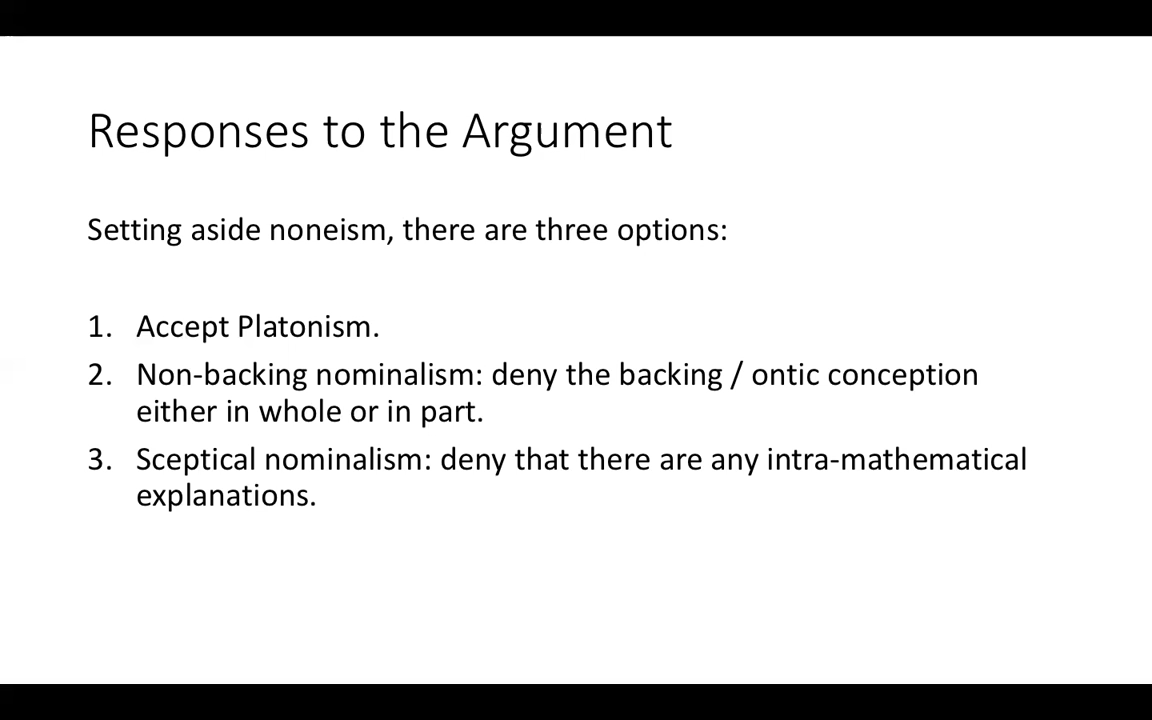 Responses to the Argument
Setting aside noneism, there are three options:
1. Accept Platonism.
2. Non-backing nominalism: deny the backing / ontic conception
either in whole or in part.
3. Sceptical nominalism: deny that there are any intra-mathematical
explanations.